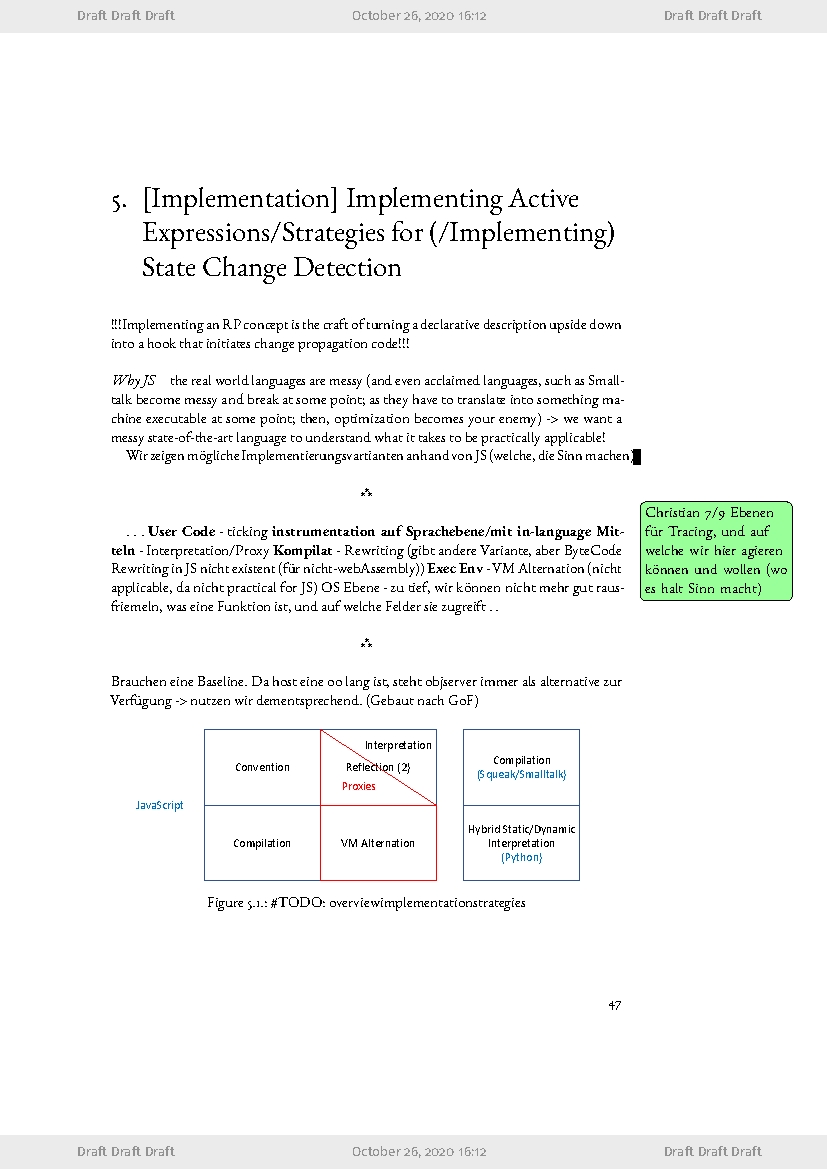 Draft Draft Draft October 26, 2020 16:12 Draft Draft Draft
5. [Implementation] Implementing Active
Expressions/Strategies for (/Implementing)
State Change Detection
!!!Implementing an RP concept is the craft of turning a declarative description upside down
into a hook that initiates change propagation code!!!
Why JS the real world languages are messy (and even acclaimed languages, such as Small-
talk become messy and break at some point; as they have to translate into something ma-
chine executable at some point; then, optimization becomes your enemy) -> we want a
messy state-of-the-art language to understand what it takes to be practically applicable!
Wir zeigen mögliche Implementierungsvarianten anhand von JS (welche, die Sinn machen)
⁂
. . . User Code - ticking instrumentation auf Sprachebene/mit in-language Mit-
teln - Interpretation/Proxy Kompilat - Rewriting (gibt andere Variante, aber ByteCode
Rewriting in JS nicht existent (für nicht-webAssembly)) Exec Env - VM Alternation (nicht
applicable, da nicht practical for JS) OS Ebene - zu tief, wir können nicht mehr gut raus-
friemeln, was eine Funktion ist, und auf welche Felder sie zugreift . .
Christian 7/9 Ebenen
für Tracing, und auf
welche wir hier agieren
können und wollen (wo
es halt Sinn macht)
⁂
Brauchen eine Baseline. Da host eine oo lang ist, steht objserver immer als alternative zur
Verfügung -> nutzen wir dementsprechend. (Gebaut nach GoF)
JavaScript
Convention
Interpretation
Reflection (2)
Proxies
Compilation
VM Alternation
Compilation
(Squeak/Smalltalk)
Hybrid Static/Dynamic
Interpretation
(Python)
Figure 5.1.: #TODO: overviewimplementationstrategies
47
Draft Draft Draft October 26, 2020 16:12 Draft Draft Draft